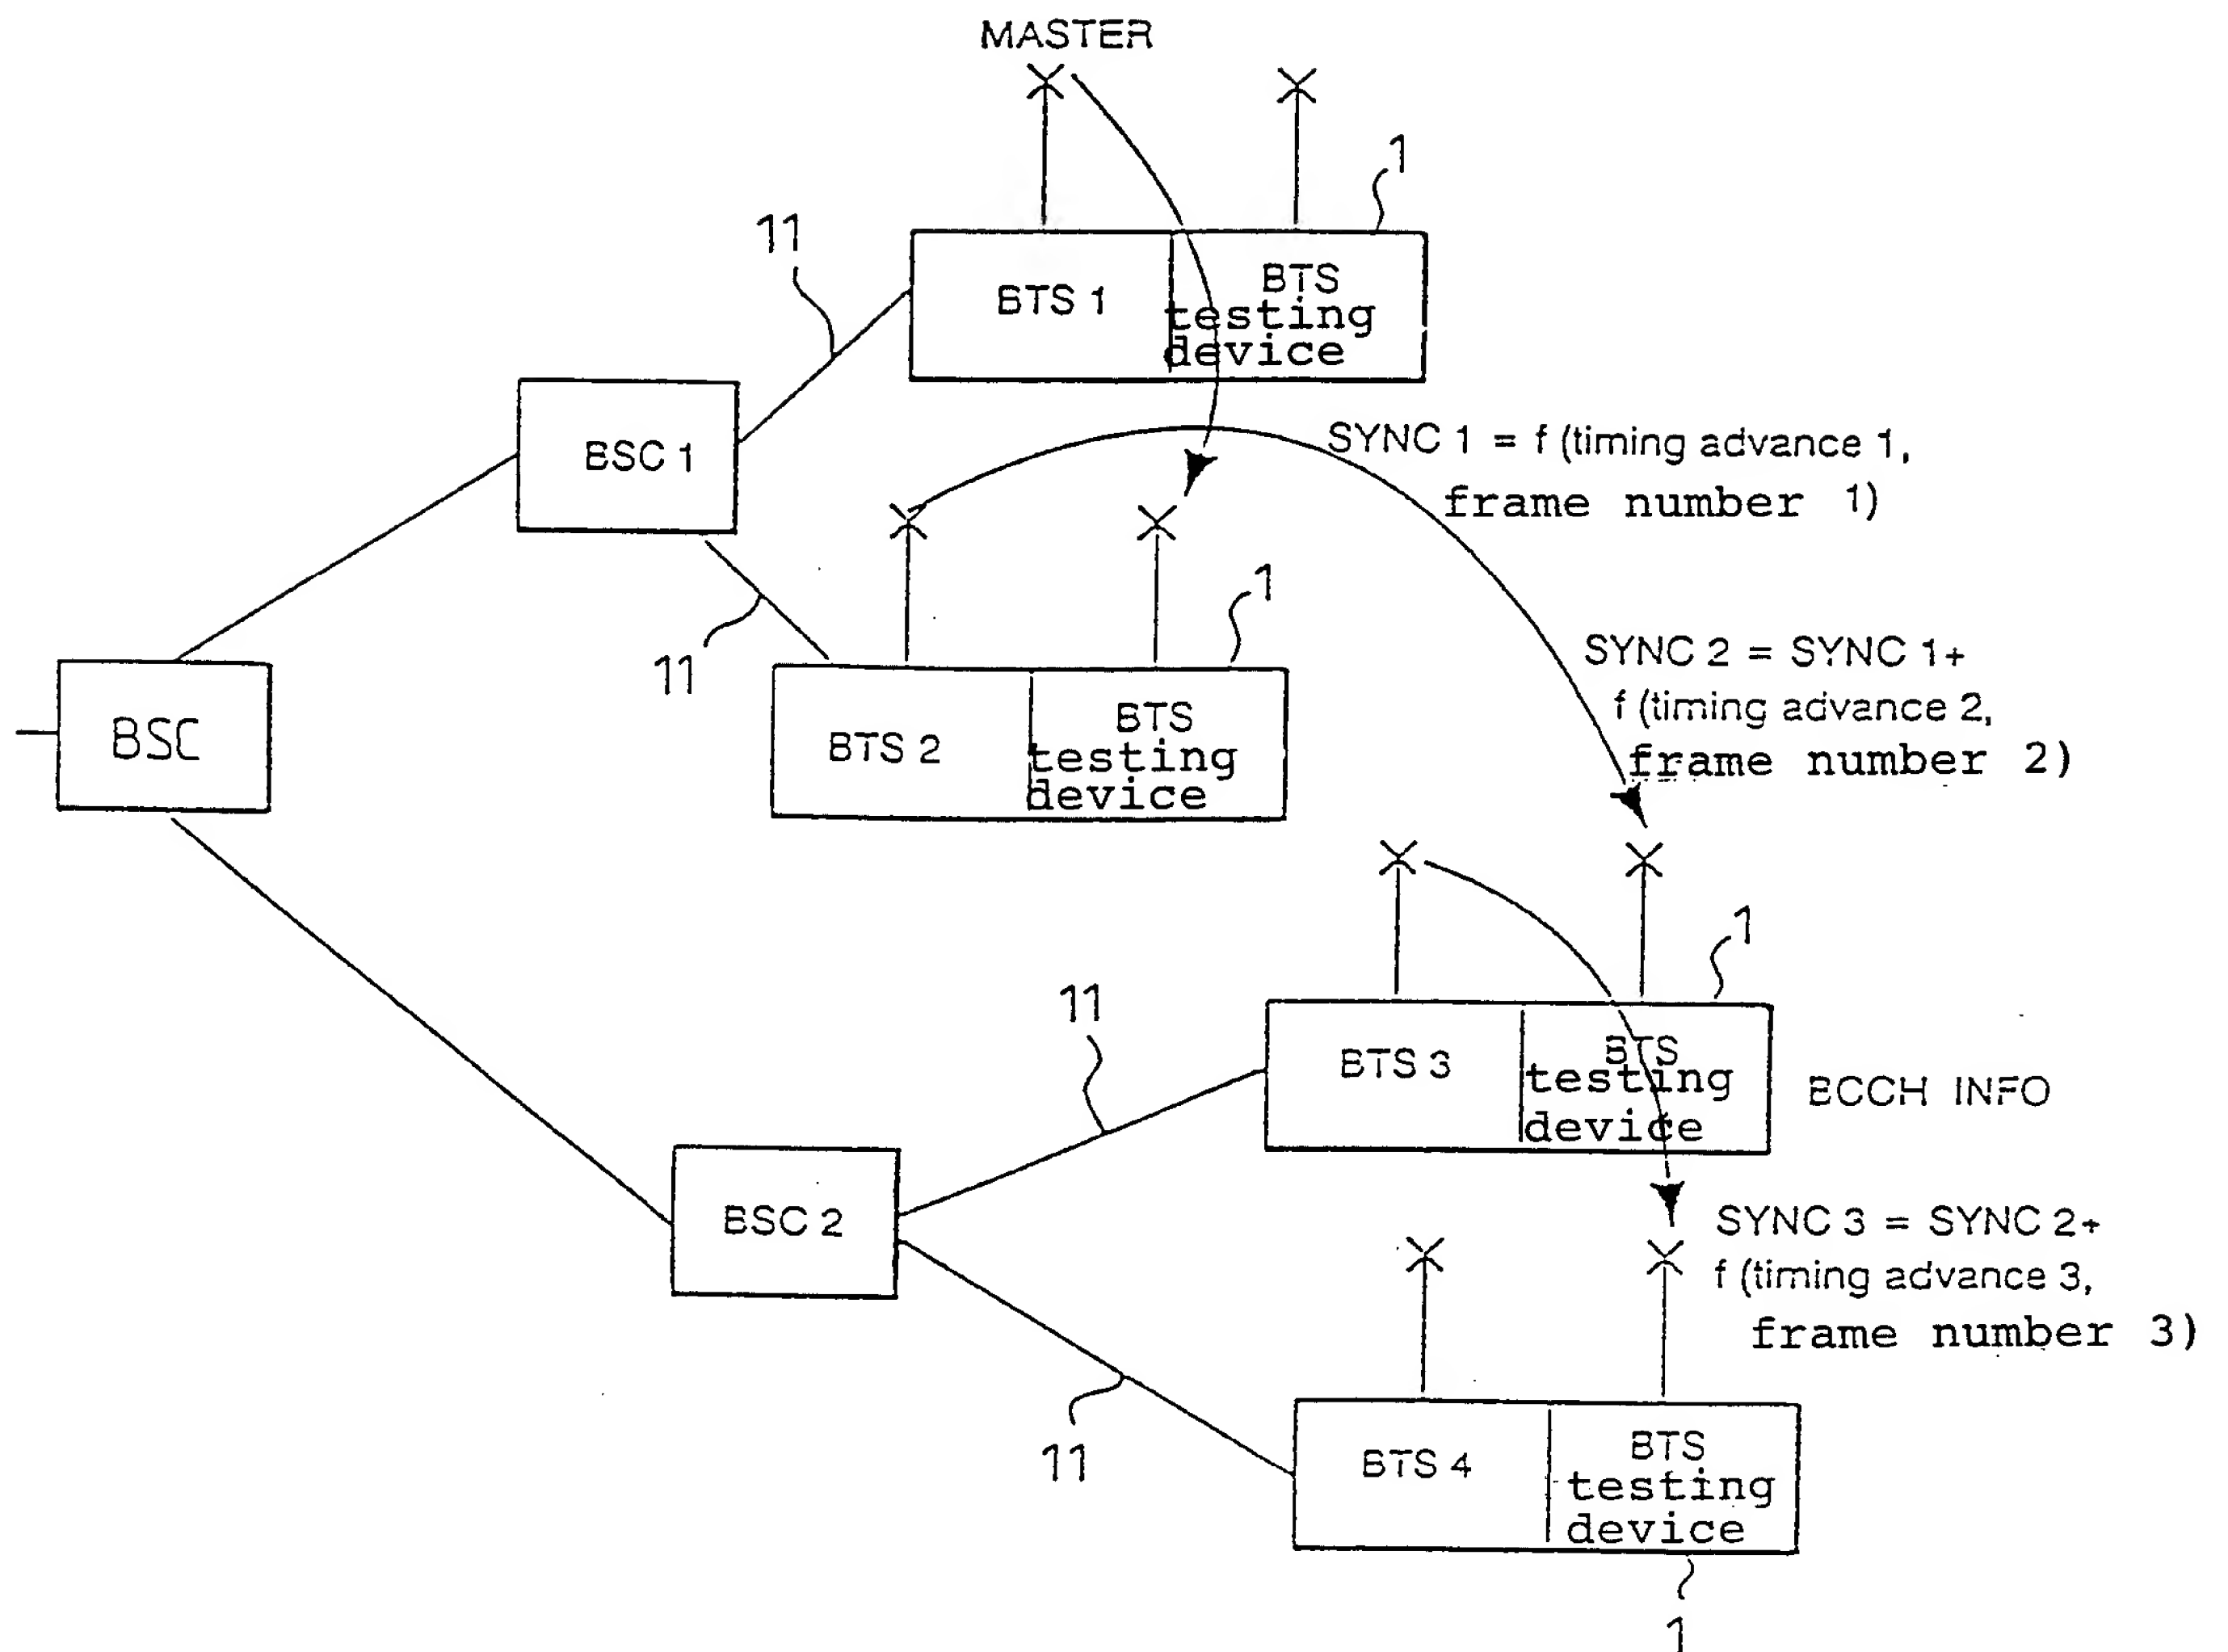 MASTER
1
11
BTS 1
BTS
testing
device
BSC 1
SYNC 1 = f (timing advance 1,
frame number 1)
11
1
SYNC 2 = SYNC 1+
f (timing advance 2,
frame number 2)
BSC
BTS 2
BTS
testing
device
1
11
BTS 3
BTS
testing
device
BCCH INFO
BSC 2
SYNC 3 = SYNC 2+
f (timing advance 3,
frame number 3)
11
BTS 4
BTS
testing
device
1